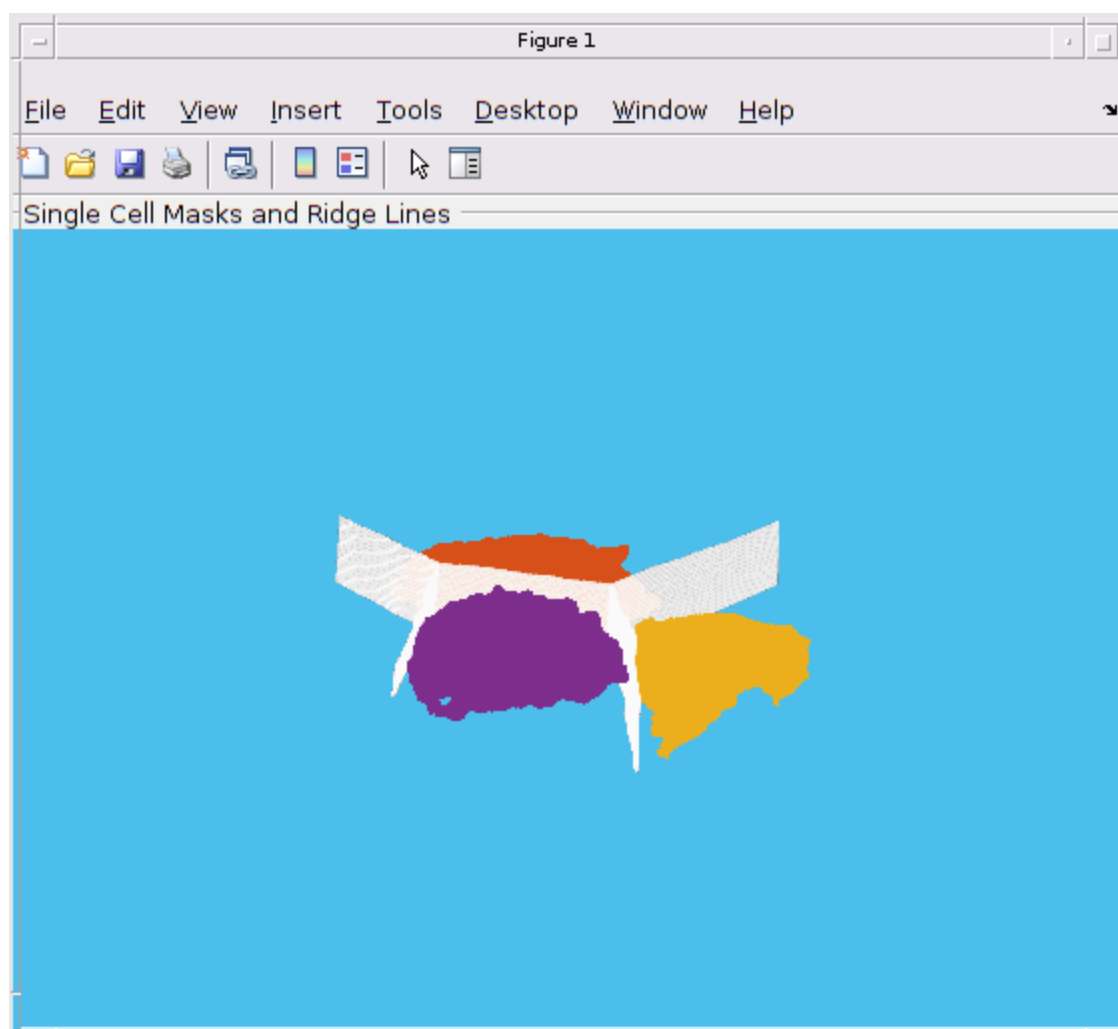 Figure 1
File Edit View Insert Tools Desktop Window Help
Single Cell Masks and Ridge Lines